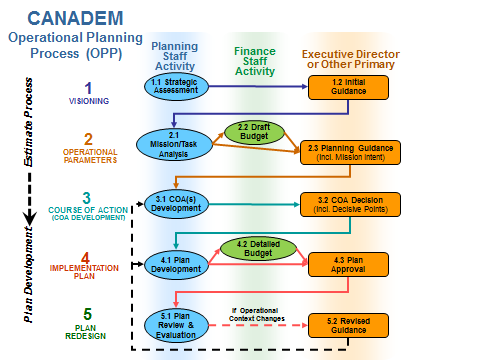 CANADEM
Operational Planning
Process (OPP)
Planning
Staff
Activity
Finance
Staff
Activity
Executive Director
or Other Primary
Estimate Process
Plan Development
1
VISIONING
1.1 Strategic
Assessment
1.2 Initial
Guidance
2
OPERATIONAL
PARAMETERS
2.1
Mission/Task
Analysis
2.2 Draft
Budget
2.3 Planning Guidance
(Incl. Mission Intent)
3
COURSE OF ACTION
(COA DEVELOPMENT)
3.1 COA(s)
Development
3.2 COA Decision
(Incl. Decision Points)
4
IMPLEMENTATION
PLAN
4.1 Plan
Development
4.2 Detailed
Budget
4.3 Plan
Approval
5
PLAN
REDESIGN
5.1 Plan
Review &
Evaluation
If Operational
Context Changes
5.2 Revised
Guidance